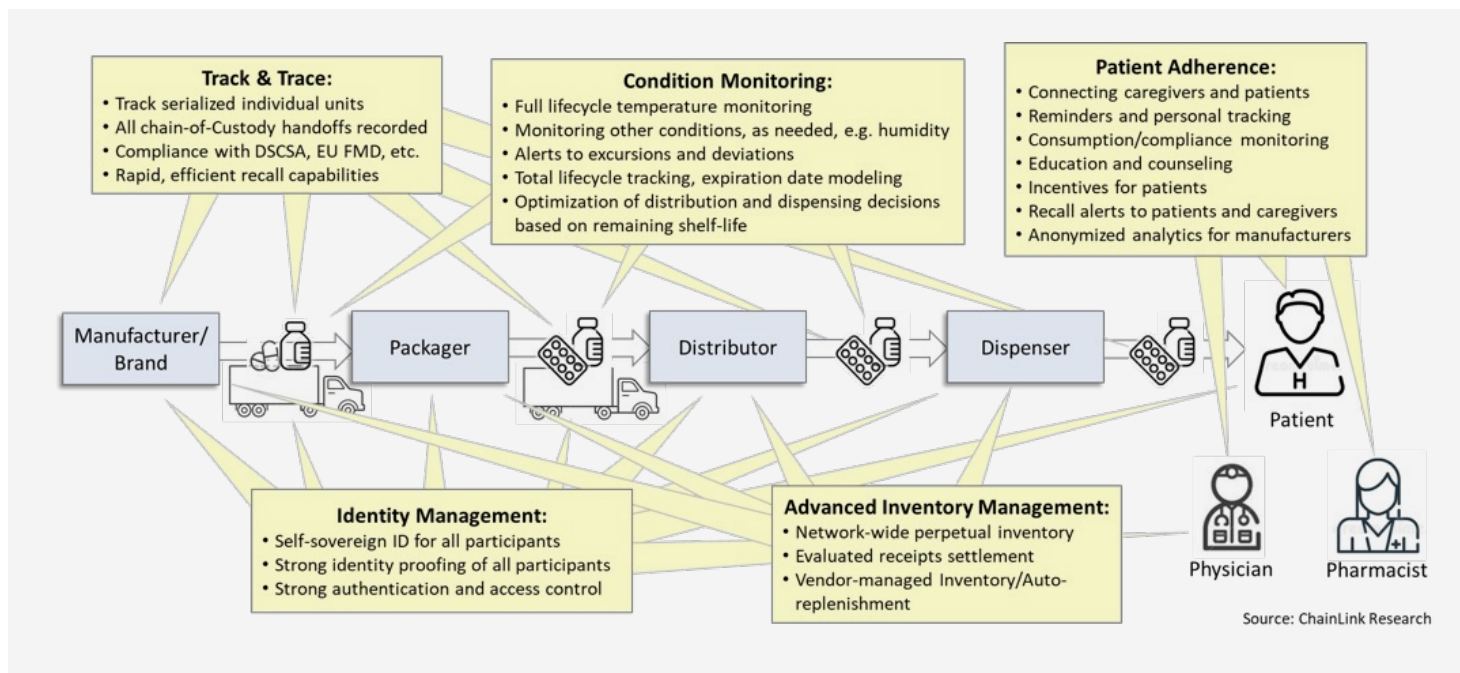 Track & Trace:
• Track serialized individual units
• All chain-of-Custody handoffs recorded
• Compliance with DSCSA, EU FMD, etc.
• Rapid, efficient recall capabilities
Condition Monitoring:
• Full lifecycle temperature monitoring
• Monitoring other conditions, as needed, e.g. humidity
• Alerts to excursions and deviations
• Total lifecycle tracking, expiration date modeling
• Optimization of distribution and dispensing decisions
based on remaining shelf-life
Patient Adherence:
• Connecting caregivers and patients
• Reminders and personal tracking
• Consumption/compliance monitoring
• Education and counseling
• Incentives for patients
• Recall alerts to patients and caregivers
• Anonymized analytics for manufacturers
Manufacturer/
Brand
Packager
Distributor
Dispenser
H
Patient
Identity Management:
• Self-sovereign ID for all participants
• Strong identity proofing of all participants
• Strong authentication and access control
Advanced Inventory Management:
• Network-wide perpetual inventory
• Evaluated receipts settlement
• Vendor-managed Inventory/Auto-
replenishment
Physician
Pharmacist
Source: ChainLink Research